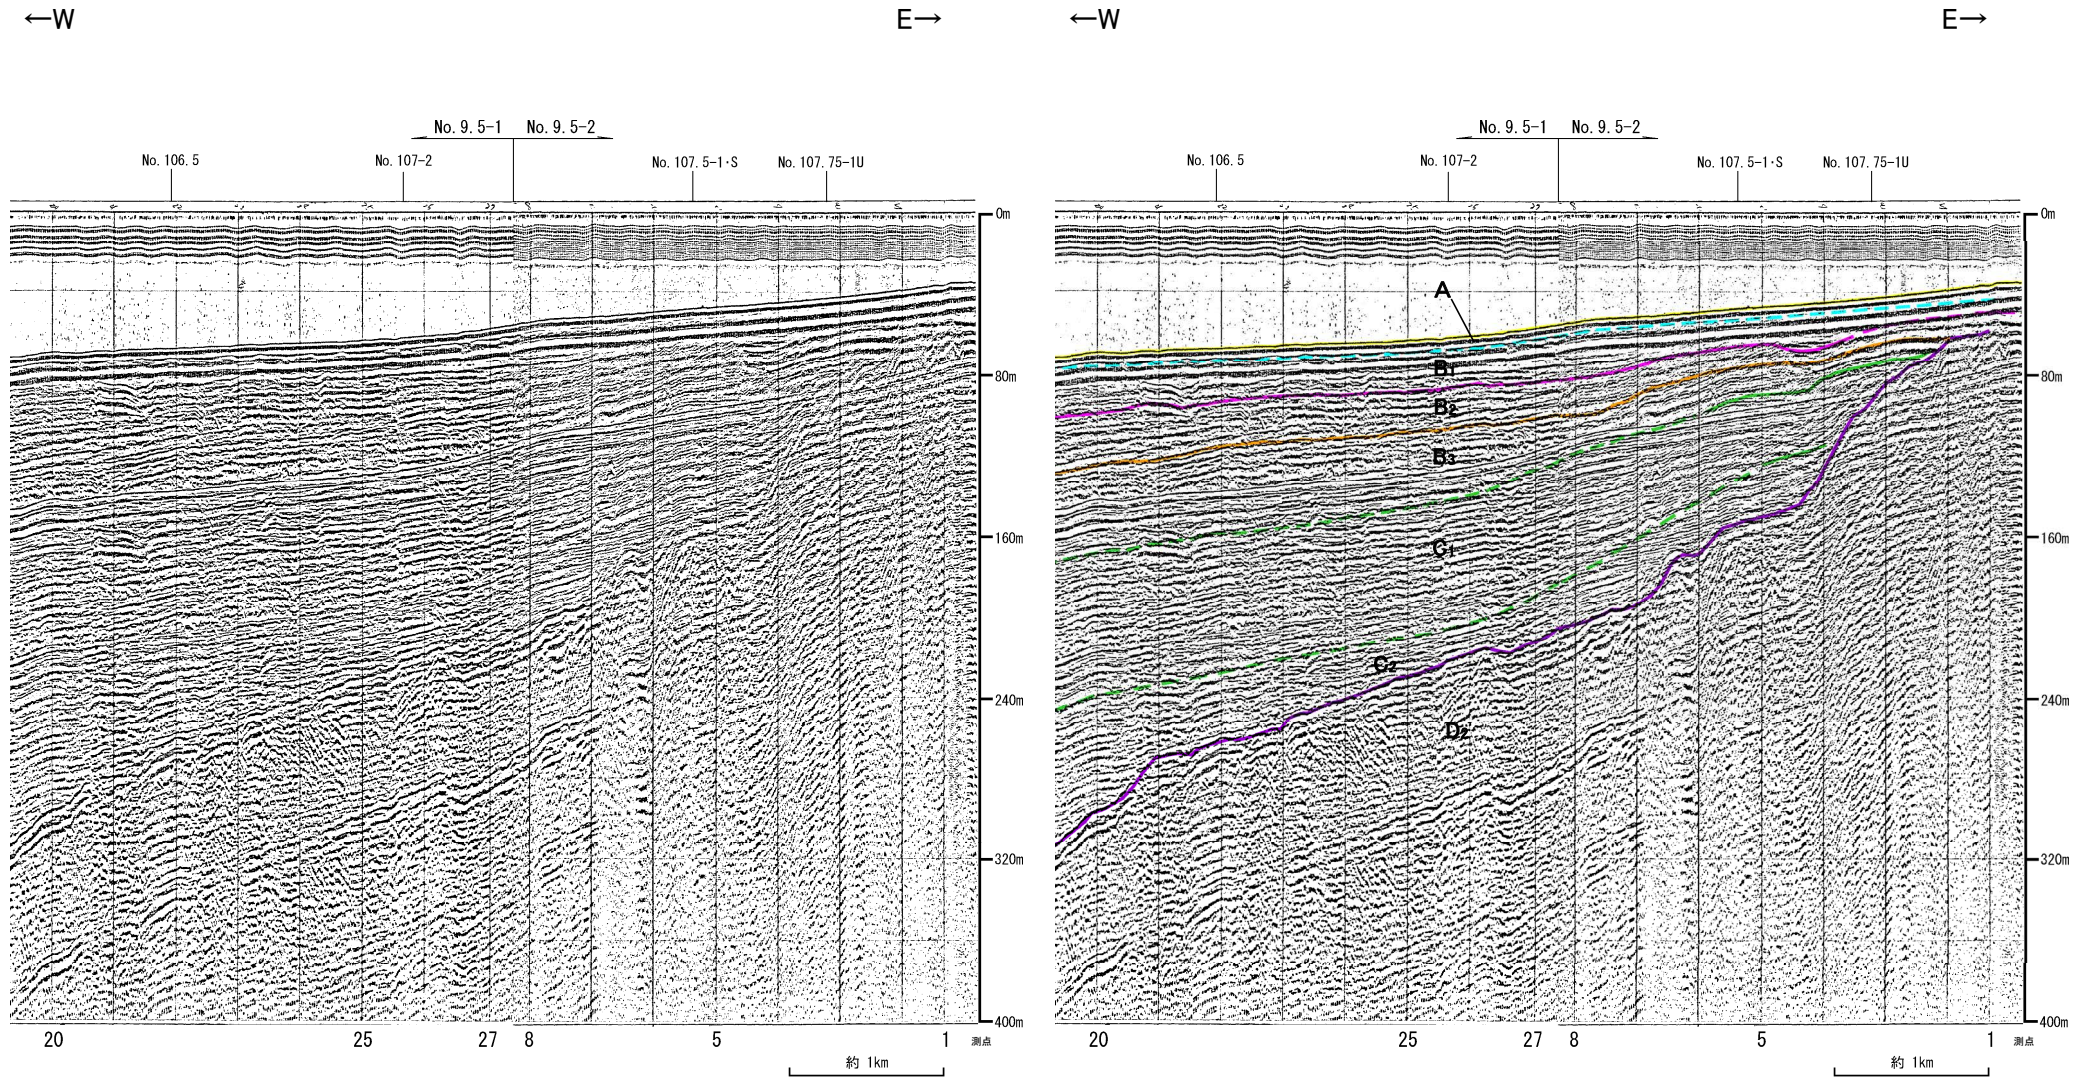 ←W E→
No.9.5-1 No.9.5-2
No.106.5 No.107-2 No.107.5-1・S No.107.75-1U
0m
80m
160m
240m
320m
400m
20 25 27 8 5 1 測点
約 1km
←W E→
No.9.5-1 No.9.5-2
No.106.5 No.107-2 No.107.5-1・S No.107.75-1U
0m
A
B1
80m
B2
B3
C1
160m
C2
240m
D2
320m
400m
20 25 27 8 5 1 測点
約 1km